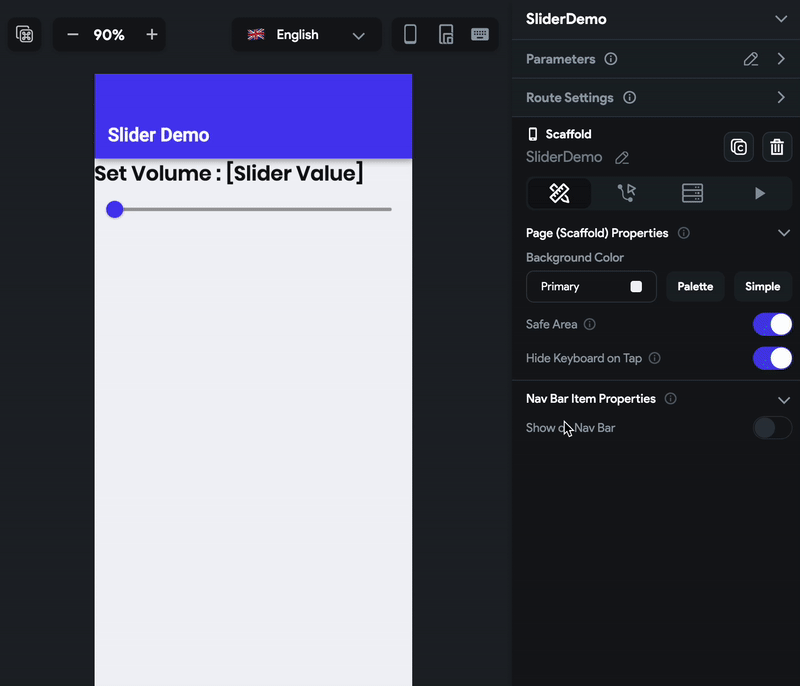 90%
English
Slider Demo
Set Volume : [Slider Value]
SliderDemo
Parameters
Route Settings
Scaffold
SliderDemo
Page (Scaffold) Properties
Background Color
Primary
Palette
Simple
Safe Area
Hide Keyboard on Tap
Nav Bar Item Properties
Show Nav Bar